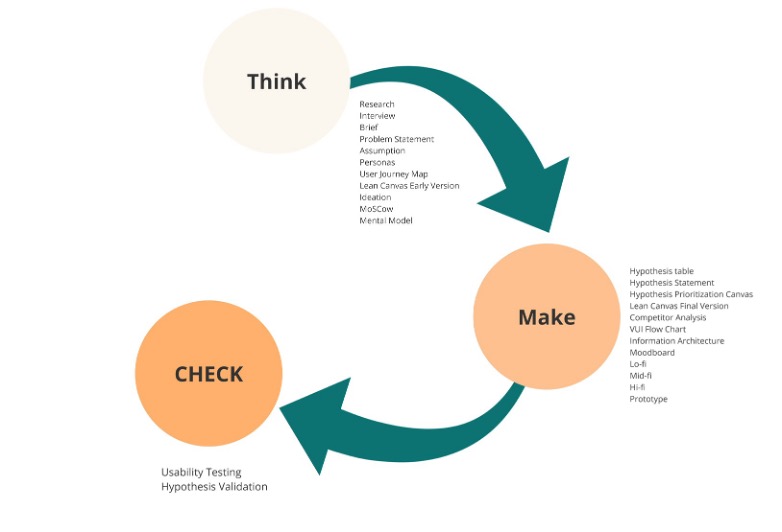 Think
Research
Interview
Brief
Problem Statement
Assumption
Personas
User Journey Map
Lean Canvas Early Version
Ideation
MoSCow
Mental Model
Make
Hypothesis table
Hypothesis Statement
Hypothesis Prioritization Canvas
Lean Canvas Final Version
Competitor Analysis
VUI Flow Chart
Information Architecture
Moodboard
Lo-fi
Mid-fi
Hi-fi
Prototype
CHECK
Usability Testing
Hypothesis Validation